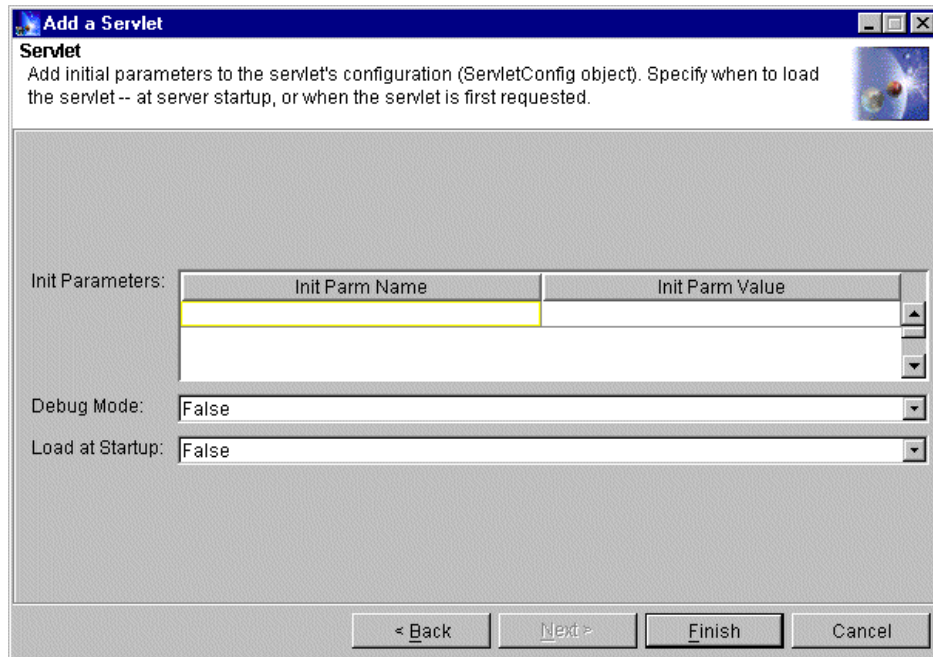 Add a Servlet
Servlet
Add initial parameters to the servlet's configuration (ServletConfig object). Specify when to load
the servlet -- at server startup, or when the servlet is first requested.
Init Parameters:
Init Parm Name
Init Parm Value
Debug Mode:
False
Load at Startup:
False
< Back
Next >
Finish
Cancel